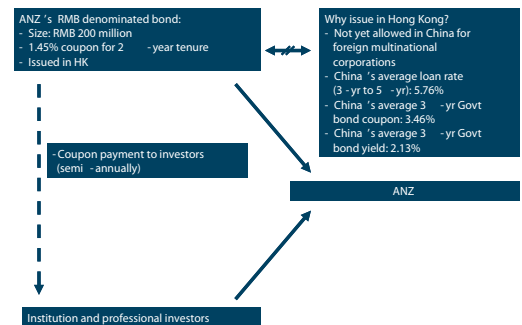 ANZ 's RMB denominated bond:
- Size: RMB 200 million
- 1.45% coupon for 2 - year tenure
- Issued in HK
Why issue in Hong Kong?
- Not yet allowed in China for
foreign multinational
corporations
- China 's average loan rate
(3 - yr to 5 - yr): 5.76%
- China 's average 3 - yr Govt
bond coupon: 3.46%
- China 's average 3 - yr Govt
bond yield: 2.13%
- Coupon payment to investors
(semi - annually)
ANZ
Institution and professional investors